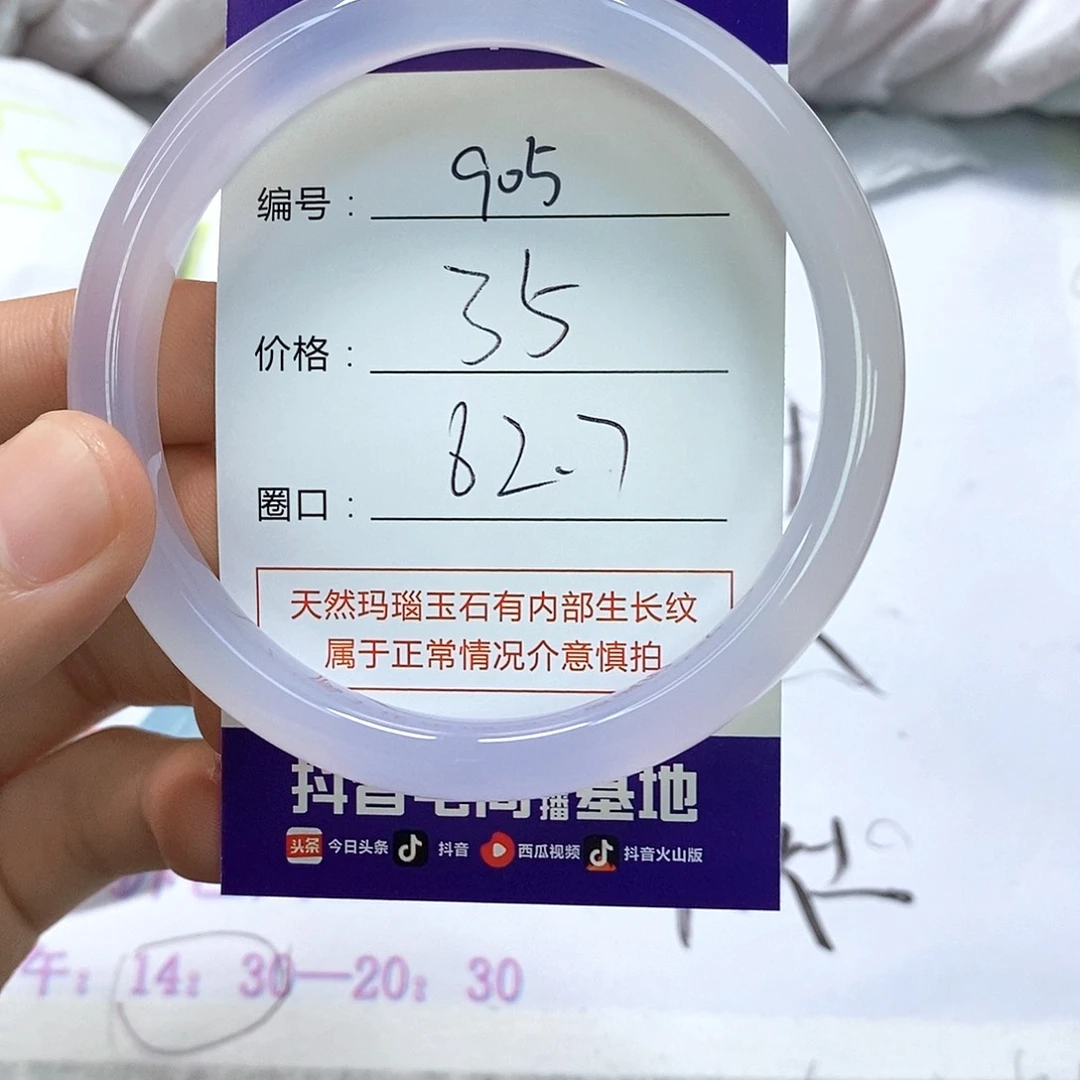 编号：905
价格：35
圈口：62.7
天然玛瑙玉石有内部生长纹
属于正常情况介意慎拍
抖音电商播基地
头条 今日头条 抖音 西瓜视频 抖音火山版
午：14：30—20：30